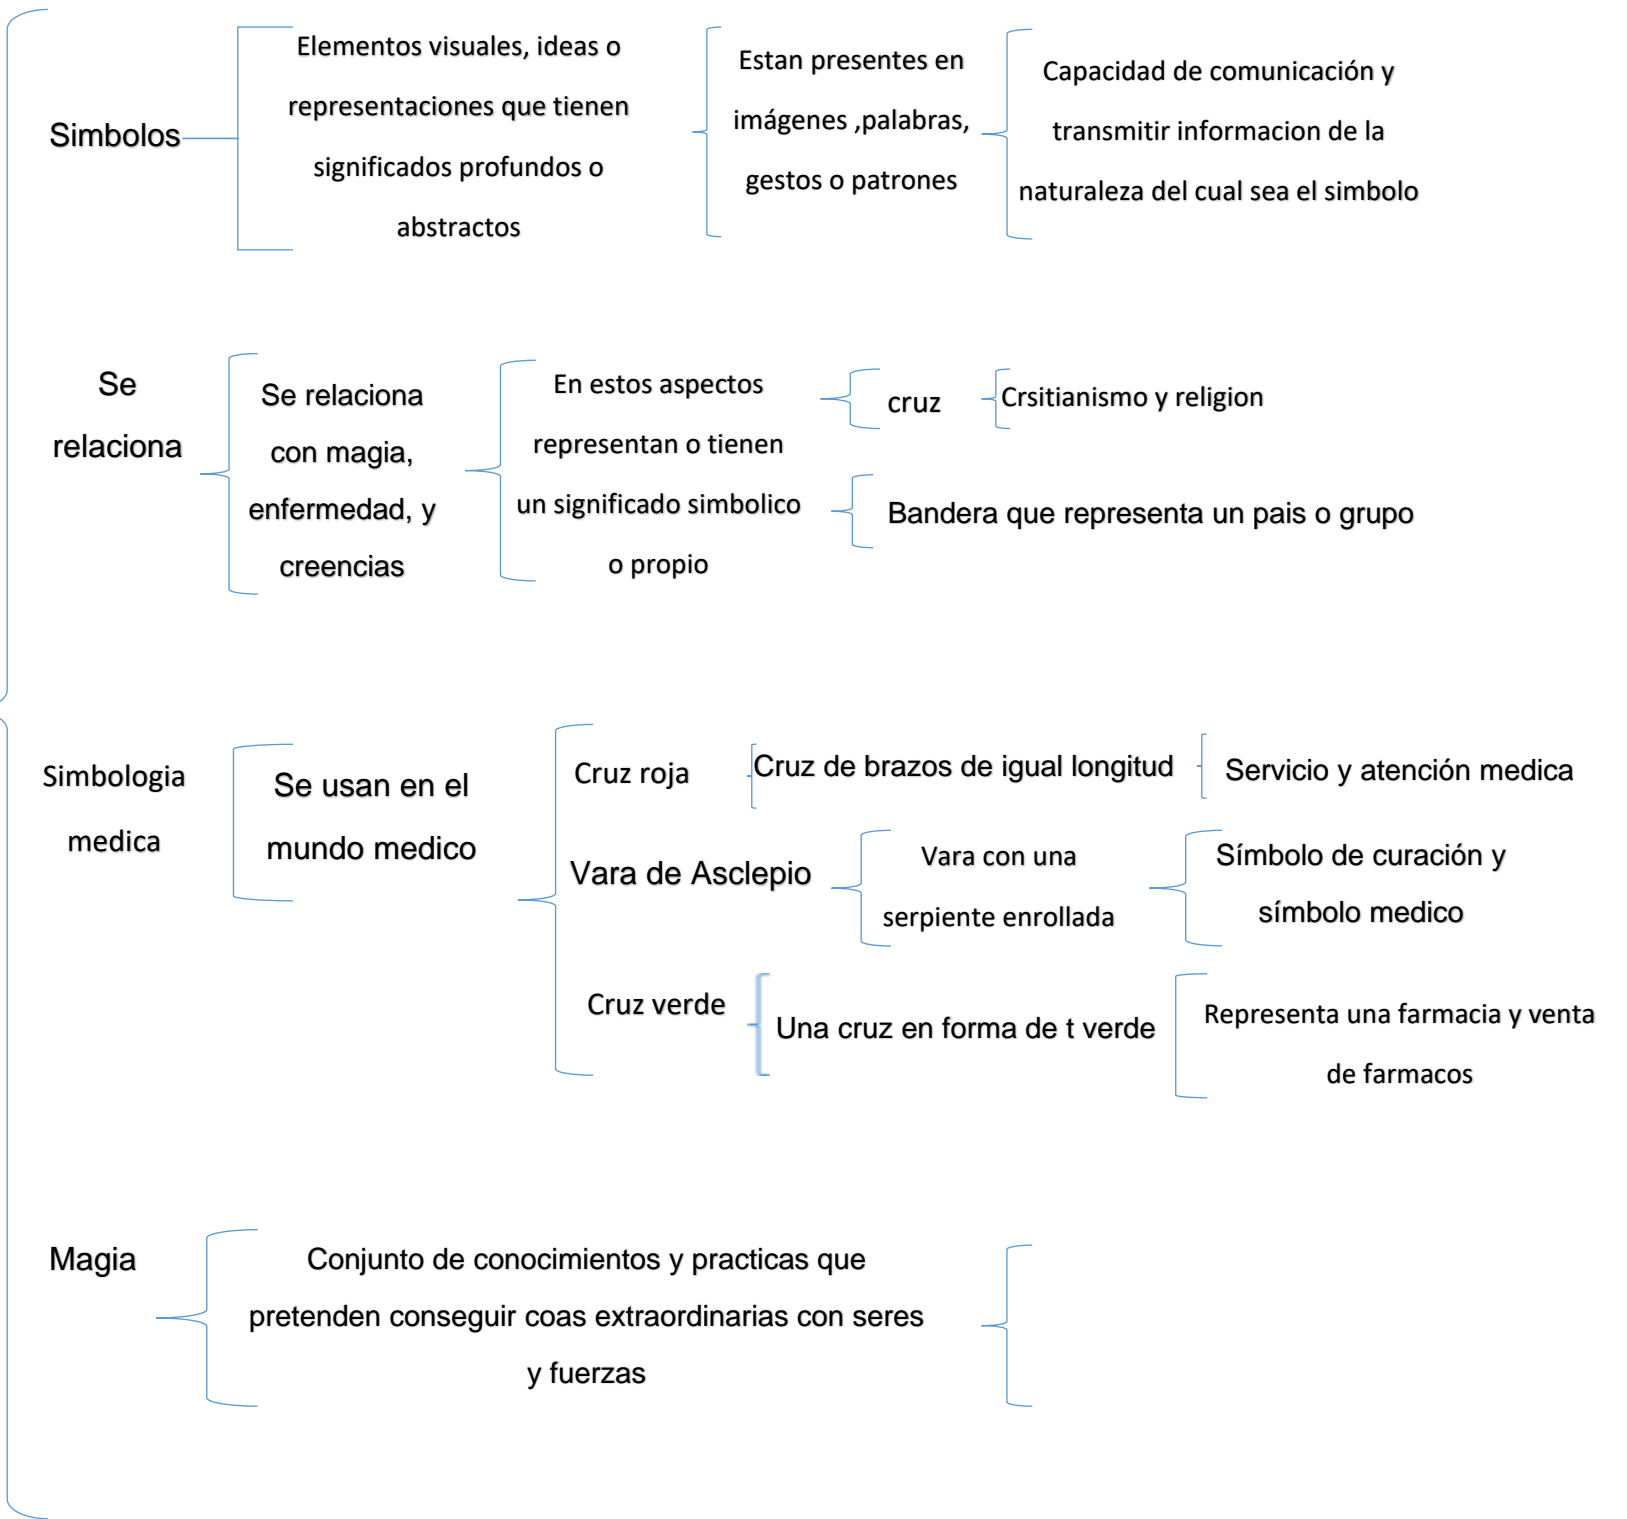 Simbolos
Elementos visuales, ideas o
representaciones que tienen
significados profundos o
abstractos
Estan presentes en
imágenes ,palabras,
gestos o patrones
Capacidad de comunicación y
transmitir informacion de la
naturaleza del cual sea el simbolo
Se
relaciona
Se relaciona
con magia,
enfermedad, y
creencias
En estos aspectos
representan o tienen
un significado simbolico
o propio
cruz
Crsitianismo y religion
Bandera que representa un pais o grupo
Simbologia
medica
Se usan en el
mundo medico
Cruz roja
Cruz de brazos de igual longitud
Servicio y atención medica
Vara de Asclepio
Vara con una
serpiente enrollada
Símbolo de curación y
símbolo medico
Cruz verde
Una cruz en forma de t verde
Representa una farmacia y venta
de farmacos
Magia
Conjunto de conocimientos y practicas que
pretenden conseguir coas extraordinarias con seres
y fuerzas